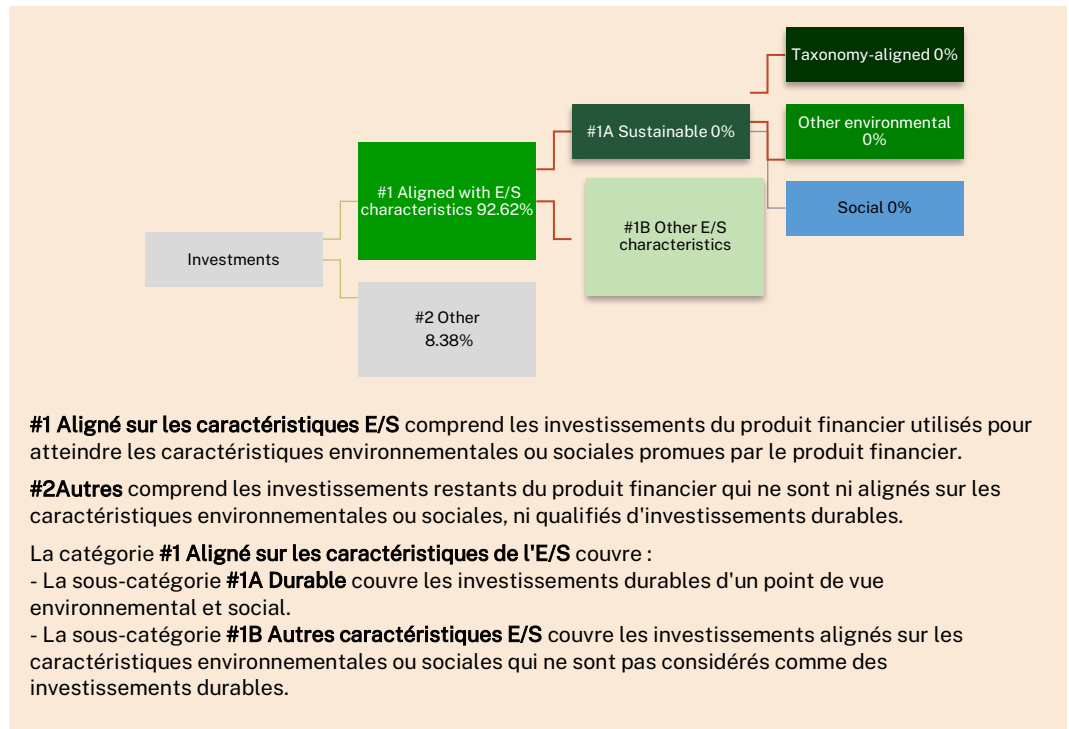 Taxonomy-aligned 0%
#1A Sustainable 0%
Other environmental
0%
#1 Aligned with E/S
characteristics 92.62%
#1B Other E/S
characteristics
Social 0%
Investments
#2 Other
8.38%
#1 Aligné sur les caractéristiques E/S comprend les investissements du produit financier utilisés pour
atteindre les caractéristiques environnementales ou sociales promues par le produit financier.
#2Autres comprend les investissements restants du produit financier qui ne sont ni alignés sur les
caractéristiques environnementales ou sociales, ni qualifiés d'investissements durables.
La catégorie #1 Aligné sur les caractéristiques de l'E/S couvre :
- La sous-catégorie #1A Durable couvre les investissements durables d'un point de vue
environnemental et social.
- La sous-catégorie #1B Autres caractéristiques E/S couvre les investissements alignés sur les
caractéristiques environnementales ou sociales qui ne sont pas considérés comme des
investissements durables.